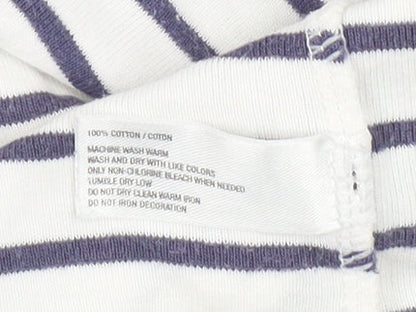 100% COTTON / COTON
MACHINE WASH WARM
WASH AND DRY WITH LIKE COLORS
ONLY NON-CHLORINE BLEACH WHEN NEEDED
TUMBLE DRY LOW
DO NOT DRY CLEAN WARM IRON
DO NOT IRON DECORATION